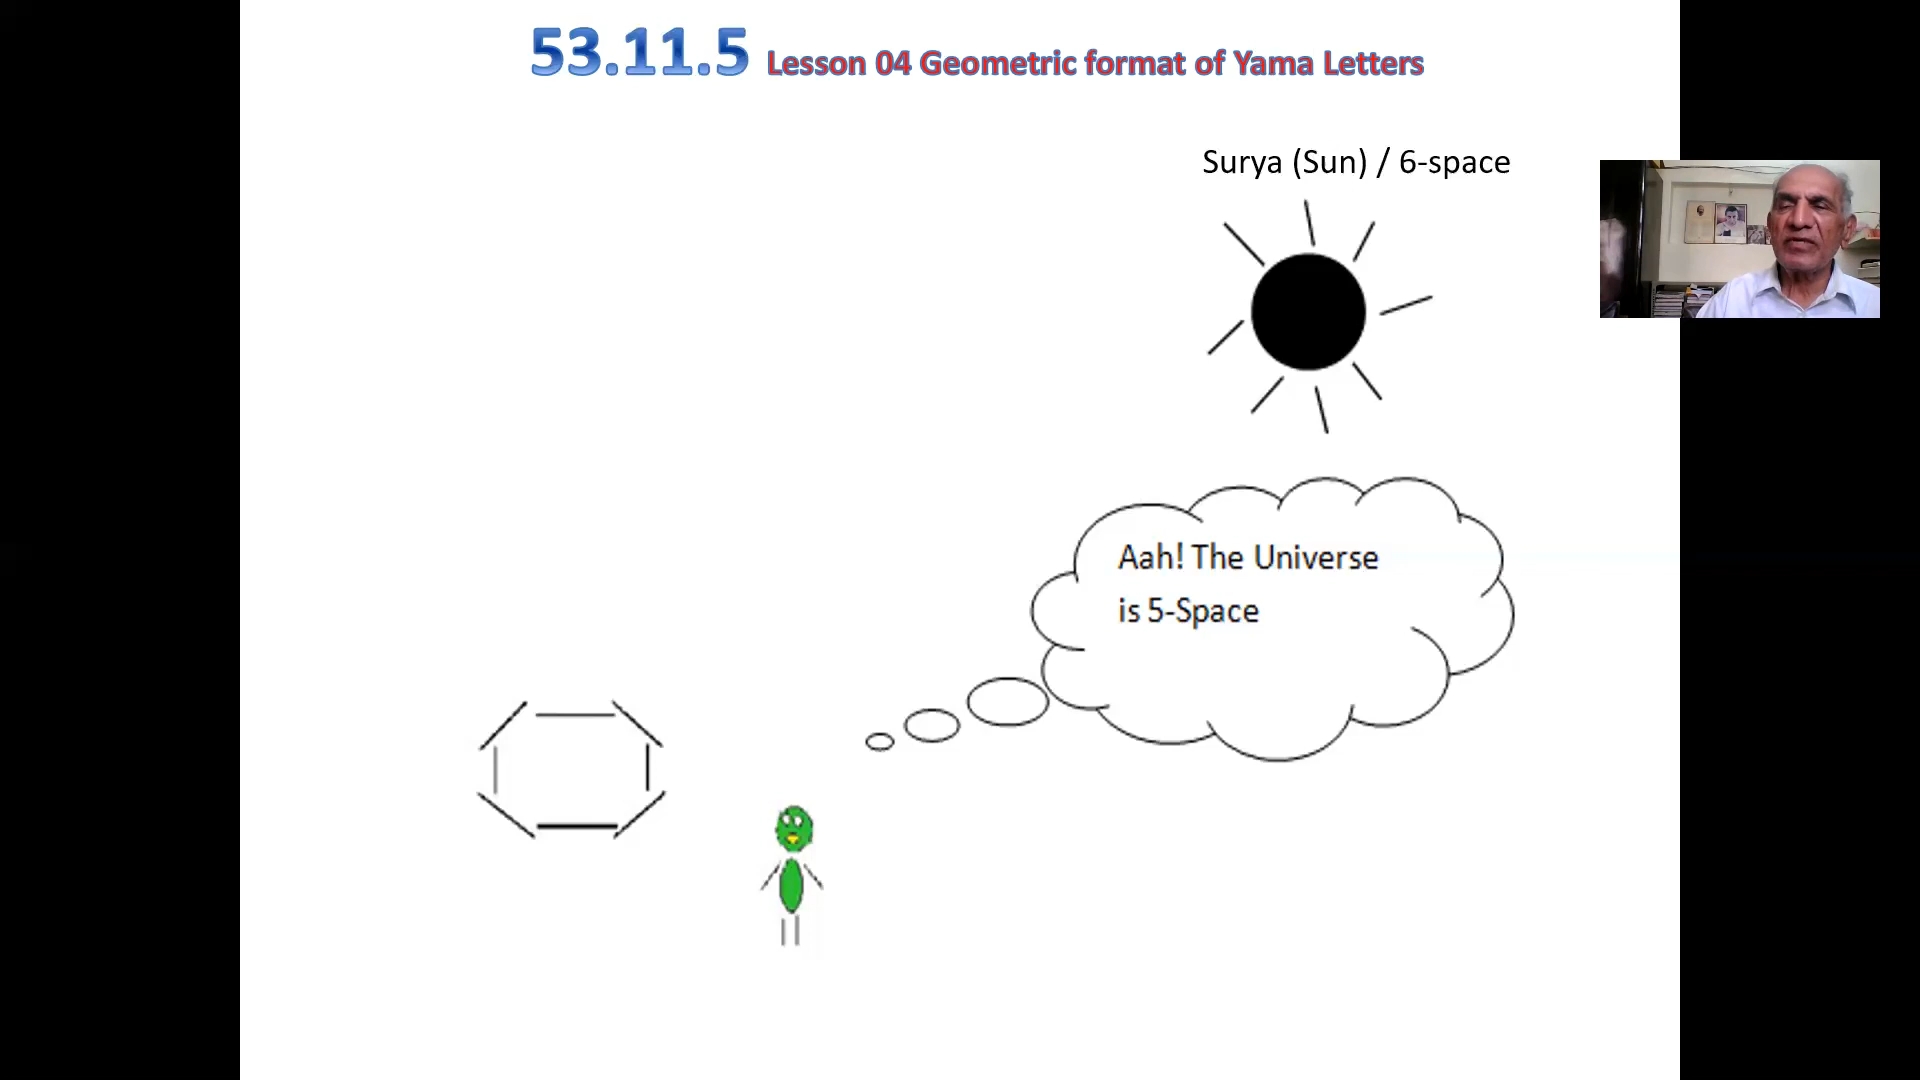 53.11.5 Lesson 04 Geometric format of Yama Letters
Surya (Sun) / 6-space
Aah! The Universe
is 5-Space